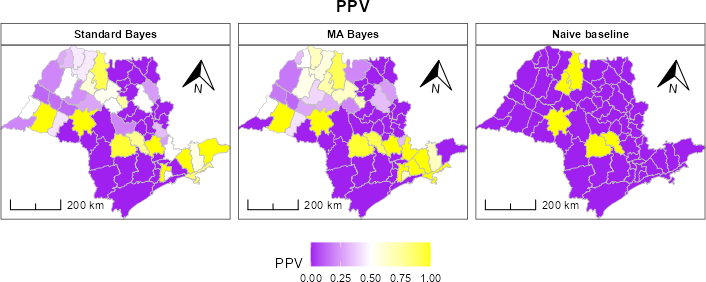 PPV
Standard Bayes
MA Bayes
Naive baseline
N
N
N
200 km
200 km
200 km
PPV
0.00 0.25 0.50 0.75 1.00